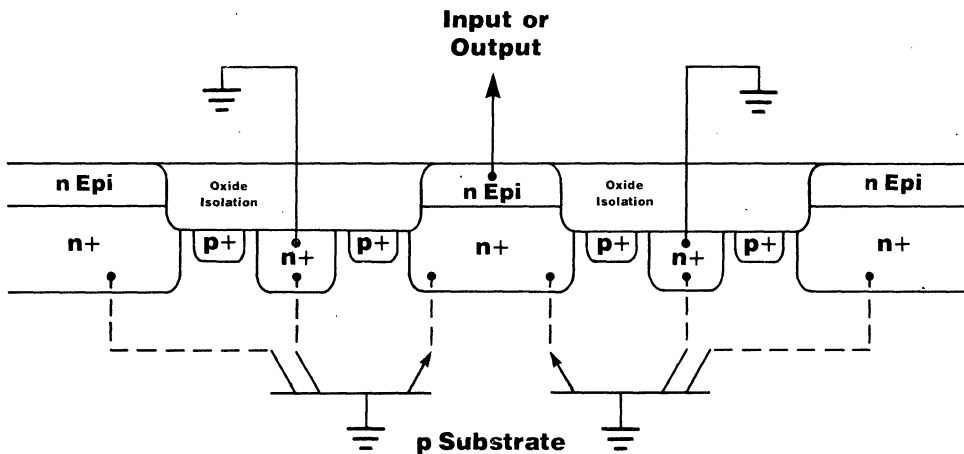 Input or
Output
n Epi
Oxide
Isolation
n Epi
Oxide
Isolation
n Epi
n+
p+
n+
p+
n+
p+
n+
p+
n+
p Substrate